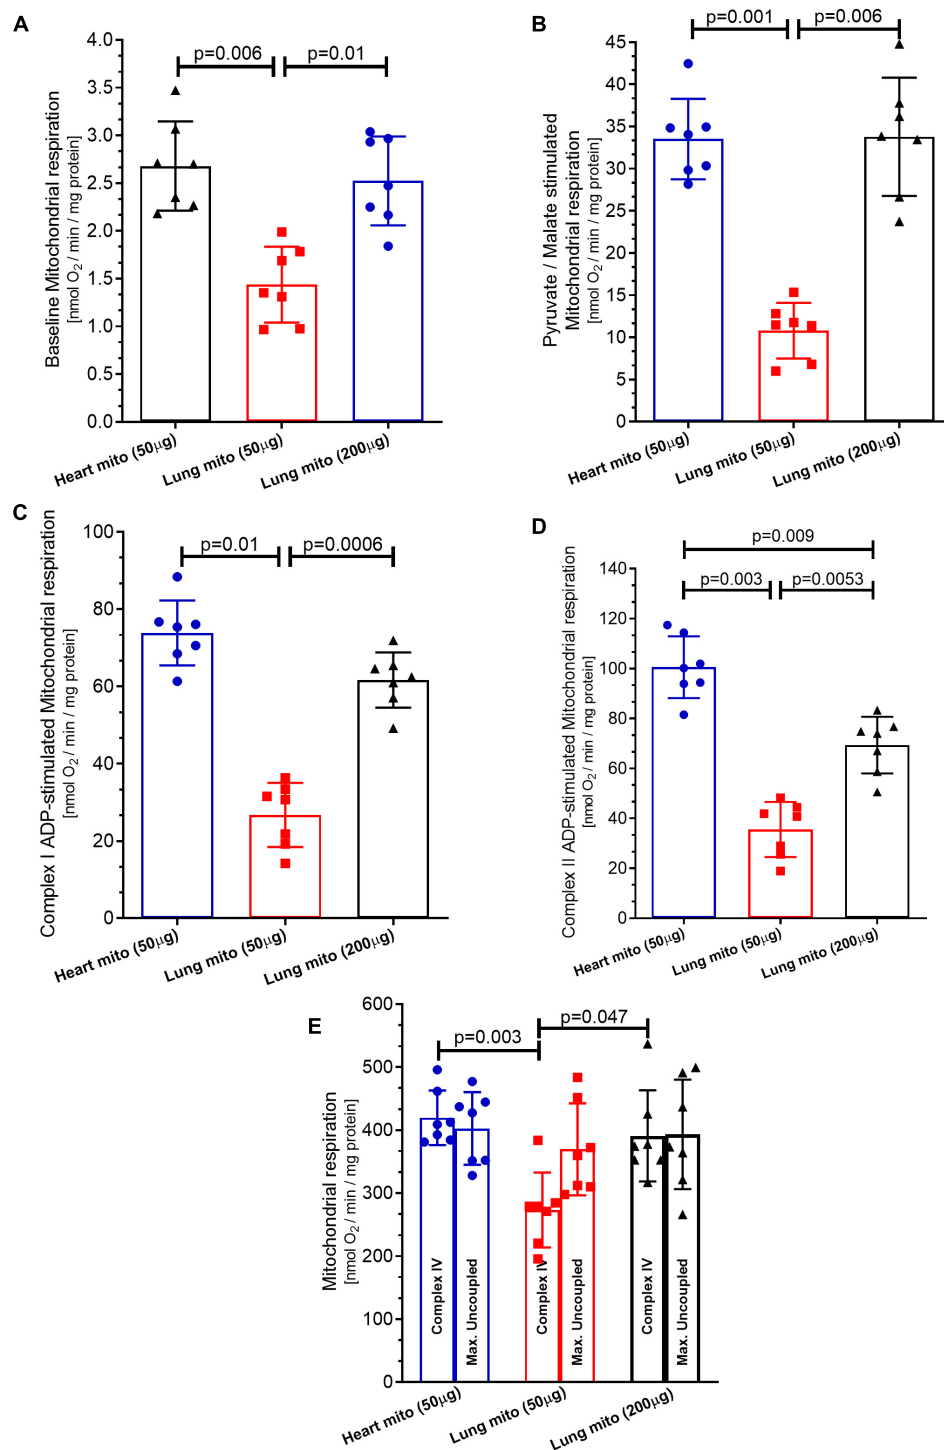 A
Baseline Mitochondrial respiration
[nmol O2 / min / mg protein]
4.0
3.5
3.0
2.5
2.0
1.5
1.0
0.5
0.0
p=0.006
p=0.01
Heart mito (50µg)
Lung mito (50µg)
Lung mito (200µg)
B
Pyruvate / Malate stimulated
Mitochondrial respiration
[nmol O2 / min / mg protein]
45
40
35
30
25
20
15
10
5
0
p=0.001
p=0.006
Heart mito (50µg)
Lung mito (50µg)
Lung mito (200µg)
C
Complex I ADP-stimulated Mitochondrial respiration
[nmol O2 / min / mg protein]
100
80
60
40
20
0
p=0.01
p=0.0006
Heart mito (50µg)
Lung mito (50µg)
Lung mito (200µg)
D
Complex II ADP-stimulated Mitochondrial respiration
[nmol O2 / min / mg protein]
140
120
100
80
60
40
20
0
p=0.009
p=0.003
p=0.0053
Heart mito (50µg)
Lung mito (50µg)
Lung mito (200µg)
E
Mitochondrial respiration
[nmol O2 / min / mg protein]
600
500
400
300
200
100
0
p=0.003
p=0.047
Complex IV
Max. Uncoupled
Complex IV
Max. Uncoupled
Complex IV
Max. Uncoupled
Heart mito (50µg)
Lung mito (50µg)
Lung mito (200µg)